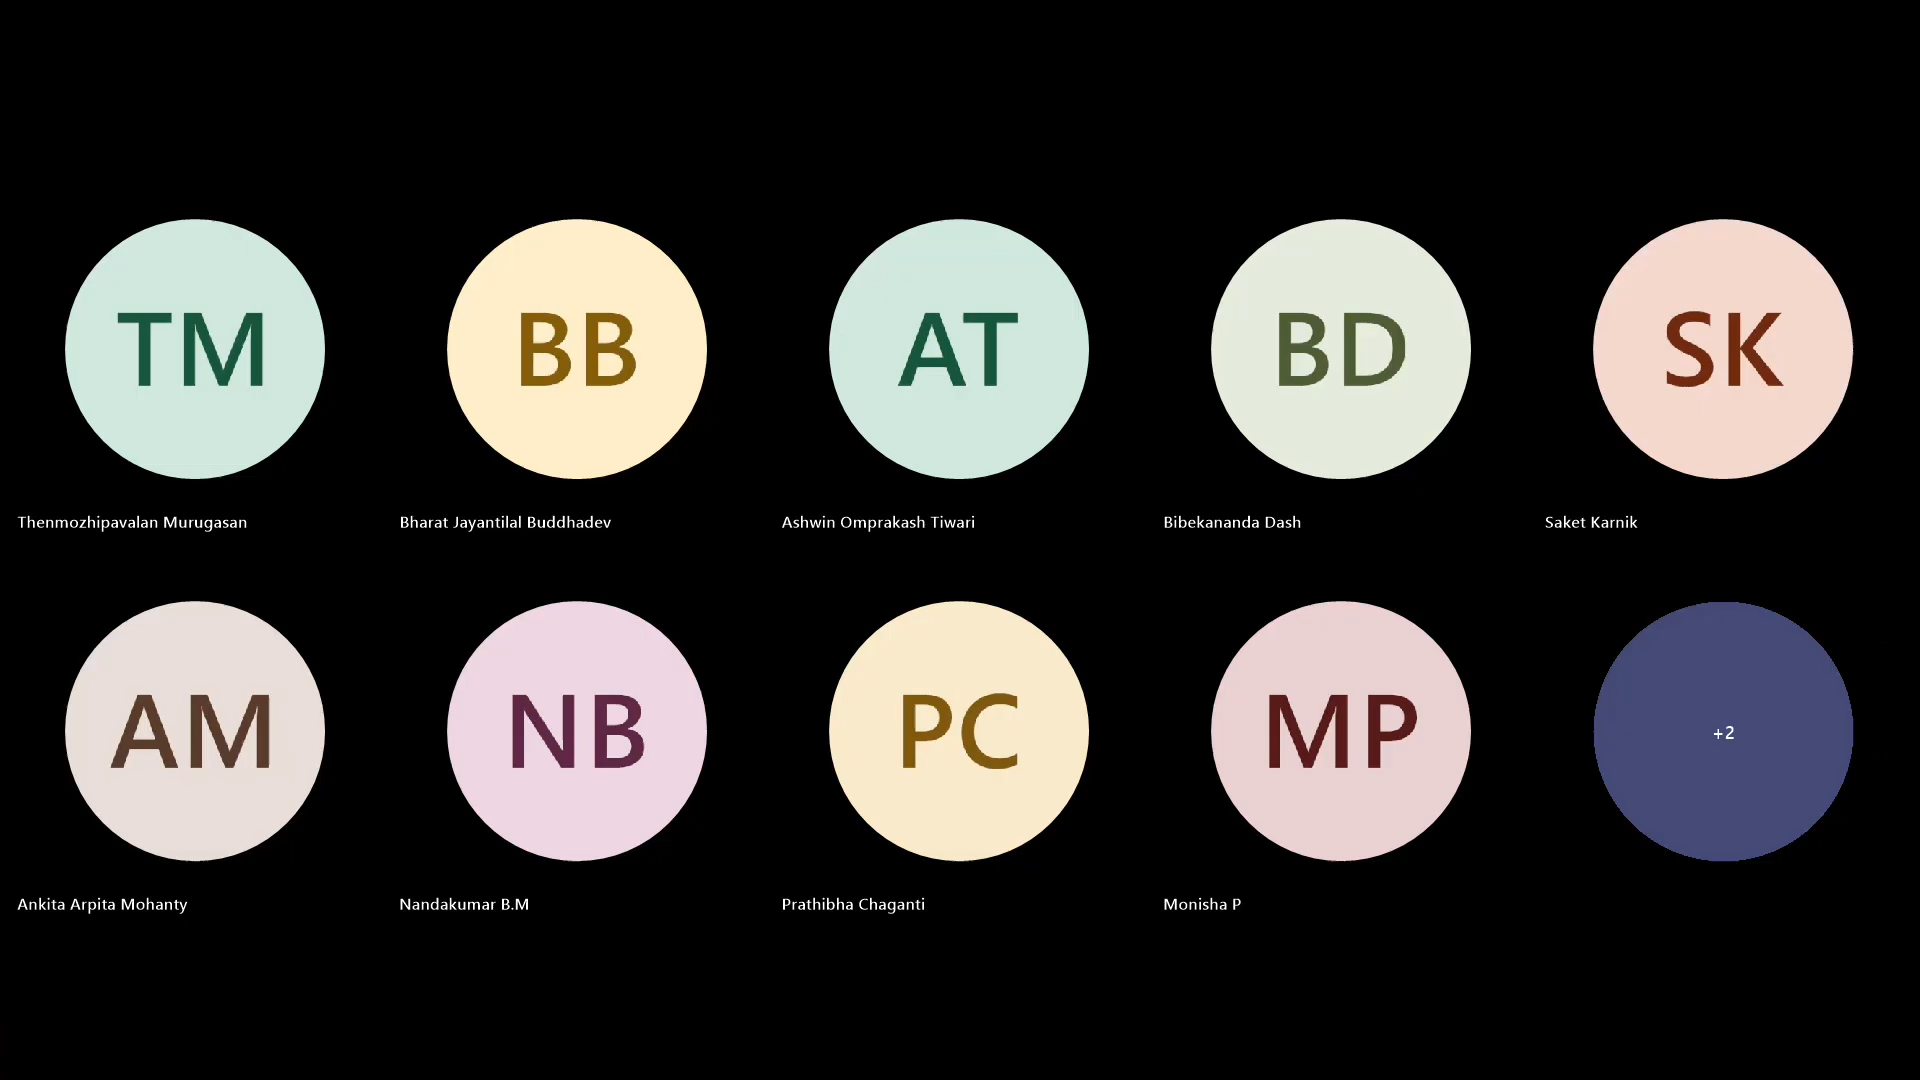 TM
BB
AT
BD
SK
Thenmozhipavalan Murugasan
Bharat Jayantilal Buddhadev
Ashwin Omprakash Tiwari
Bibekananda Dash
Saket Karnik
AM
NB
PC
MP
+2
Ankita Arpita Mohanty
Nandakumar B.M
Prathibha Chaganti
Monisha P